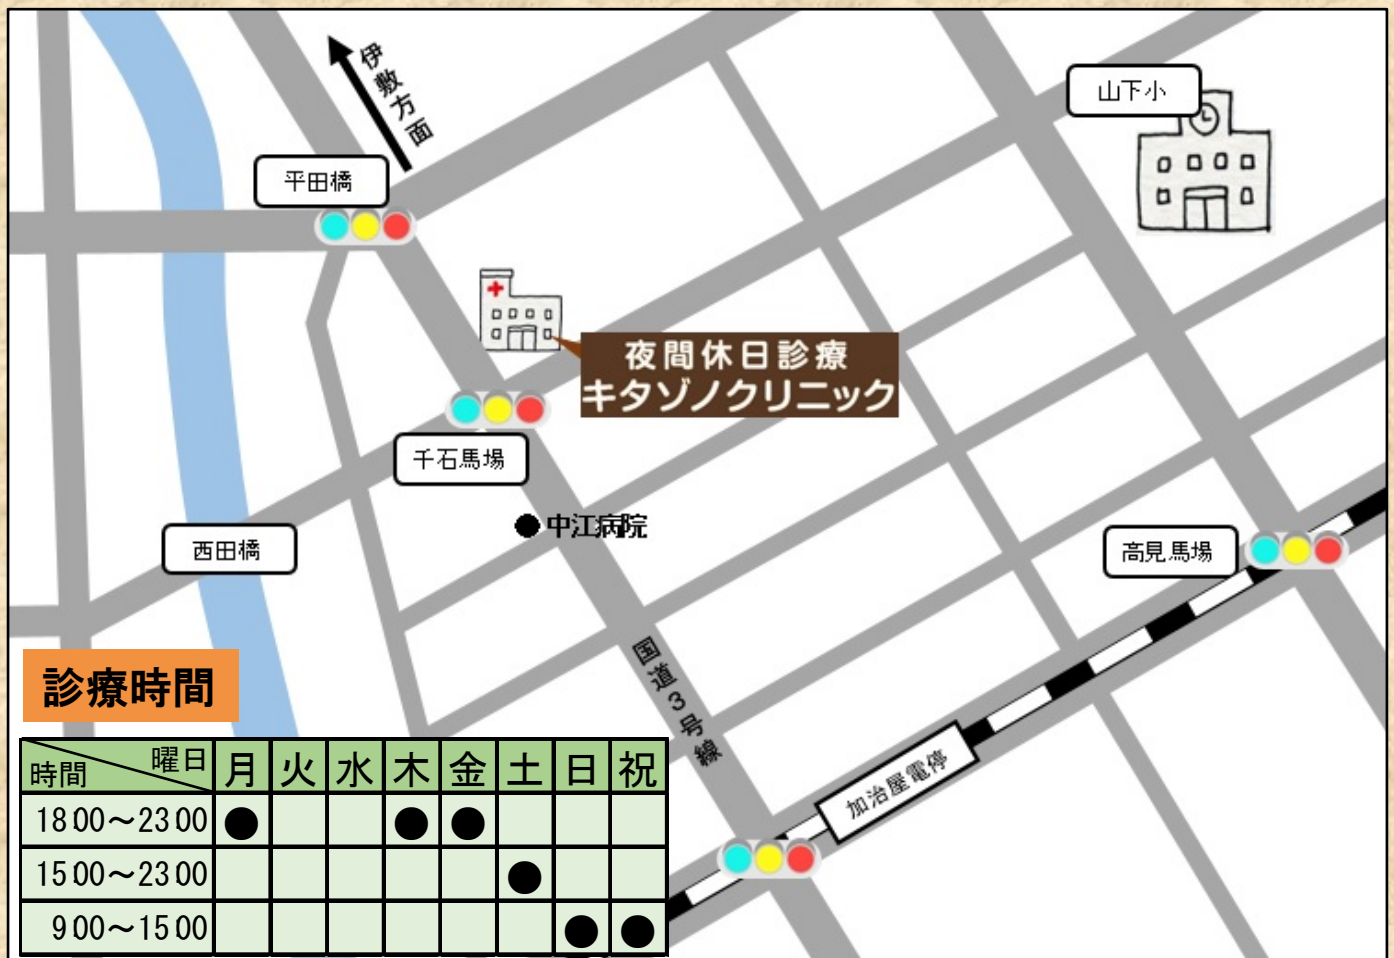 伊敷方面
山下小
平田橋
夜間休日診療
キタゾノクリニック
千石馬場
中江病院
西田橋
高見馬場
国道3号線
加治屋電停
診療時間
時間 曜日 月 火 水 木 金 土 日 祝
18:00～23:00 ● ● ●
15:00～23:00 ●
9:00～15:00 ● ●